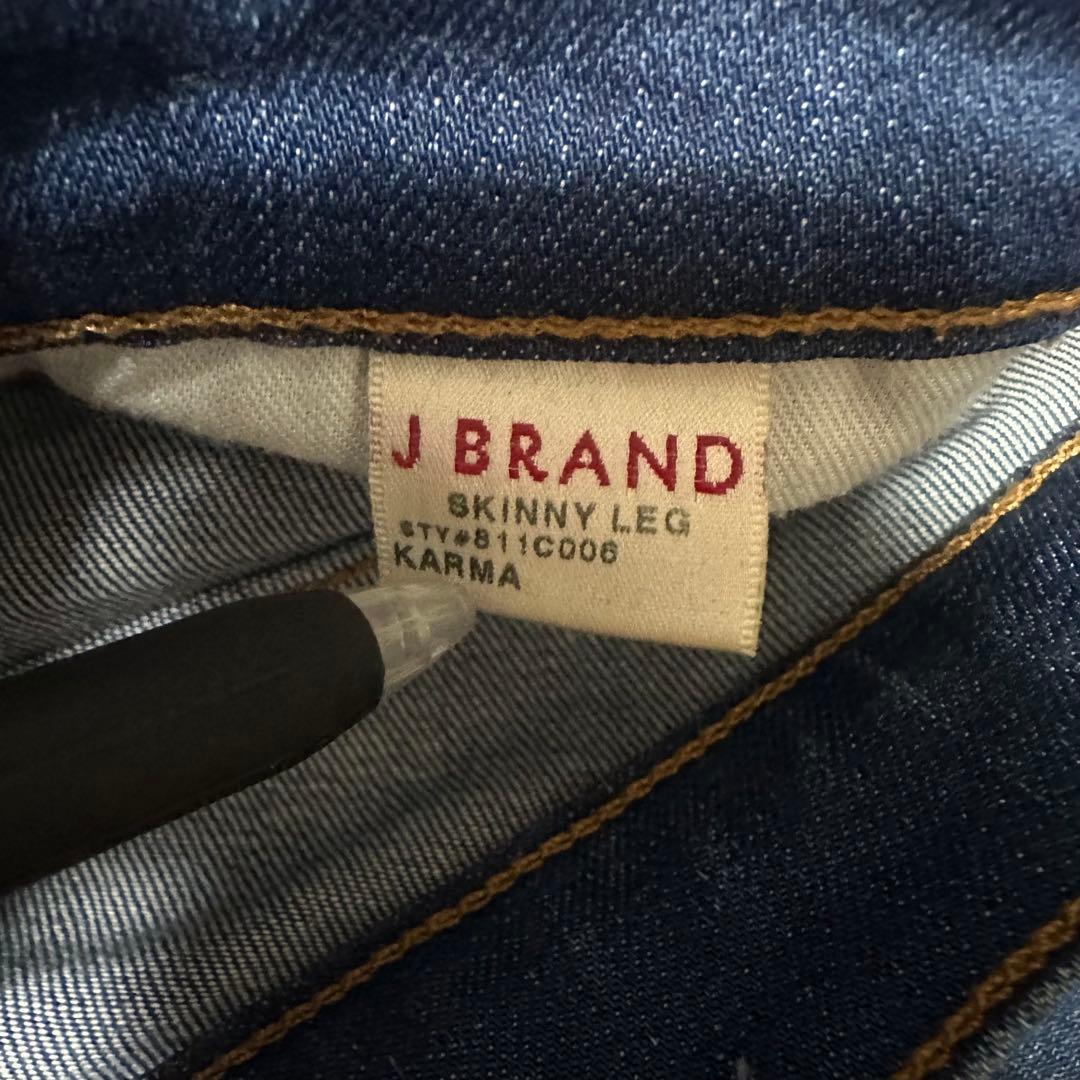 J BRAND
SKINNY LEG
STY#811C006
KARMA